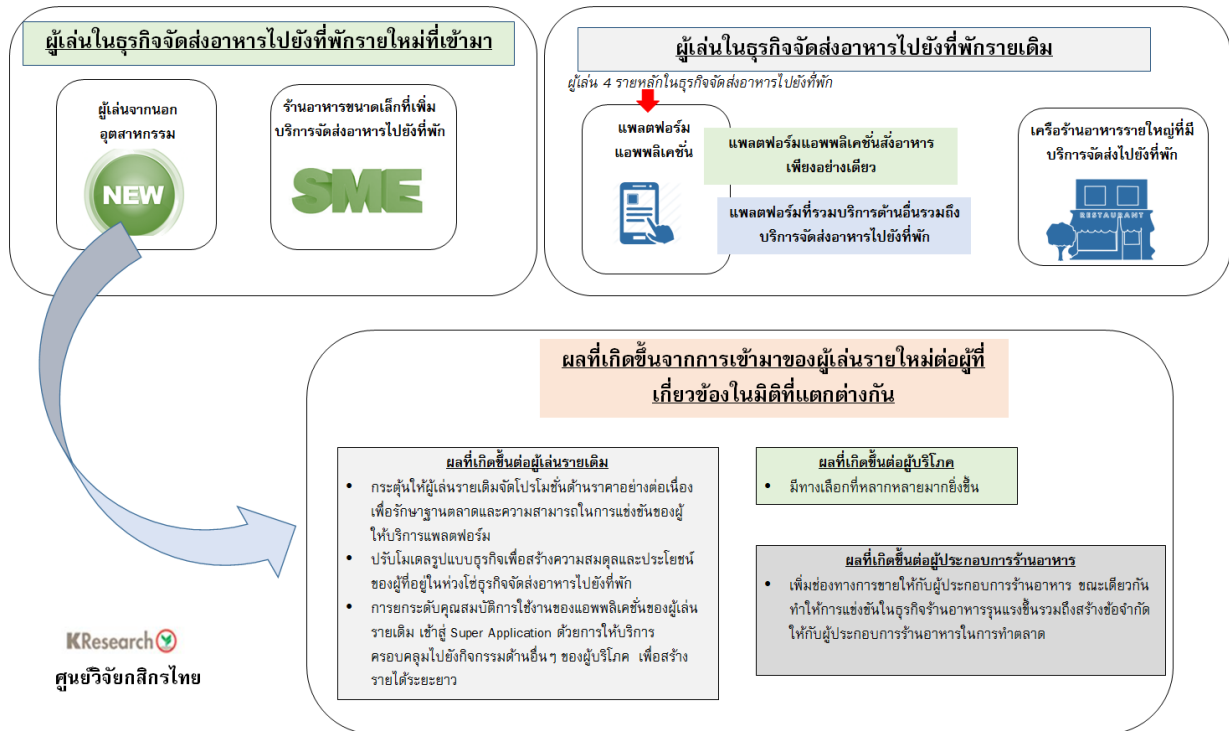 ผู้เล่นในธุรกิจจัดส่งอาหารไปยังที่พักรายใหม่ที่เข้ามา
ผู้เล่นจากนอก
อุตสาหกรรม
NEW
ร้านอาหารขนาดเล็กที่เพิ่ม
บริการจัดส่งอาหารไปยังที่พัก
SME
ผู้เล่นในธุรกิจจัดส่งอาหารไปยังที่พักรายเดิม
ผู้เล่น 4 รายหลักในธุรกิจจัดส่งอาหารไปยังที่พัก
แพลตฟอร์ม
แอพพลิเคชั่น
แพลตฟอร์มแอพพลิเคชั่นสั่งอาหาร
เพียงอย่างเดียว
แพลตฟอร์มที่รวมบริการด้านอื่นรวมถึง
บริการจัดส่งอาหารไปยังที่พัก
เครือร้านอาหารรายใหญ่ที่มี
บริการจัดส่งไปยังที่พัก
RESTAURANT
ผลที่เกิดขึ้นจากการเข้ามาของผู้เล่นรายใหม่ต่อผู้ที่
เกี่ยวข้องในมิติที่แตกต่างกัน
ผลที่เกิดขึ้นต่อผู้เล่นรายเดิม
• กระตุ้นให้ผู้เล่นรายเดิมจัดโปรโมชั่นด้านราคาอย่างต่อเนื่อง
เพื่อรักษาฐานตลาดและความสามารถในการแข่งขันของผู้
ให้บริการแพลตฟอร์ม
• ปรับโมเดลรูปแบบธุรกิจเพื่อสร้างความสมดุลและประโยชน์
ของผู้ที่อยู่ในห่วงโซ่ธุรกิจจัดส่งอาหารไปยังที่พัก
• การยกระดับคุณสมบัติการใช้งานของแอพพลิเคชั่นของผู้เล่น
รายเดิม เข้าสู่ Super Application ด้วยการให้บริการ
ครอบคลุมไปยังกิจกรรมด้านอื่นๆ ของผู้บริโภค เพื่อสร้าง
รายได้ระยะยาว
ผลที่เกิดขึ้นต่อผู้บริโภค
• มีทางเลือกที่หลากหลายมากยิ่งขึ้น
ผลที่เกิดขึ้นต่อผู้ประกอบการร้านอาหาร
• เพิ่มช่องทางการขายให้กับผู้ประกอบการร้านอาหาร ขณะเดียวกัน
ทำให้การแข่งขันในธุรกิจร้านอาหารรุนแรงขึ้นรวมถึงสร้างข้อจำกัด
ให้กับผู้ประกอบการร้านอาหารในการทำตลาด
KResearch
ศูนย์วิจัยกสิกรไทย